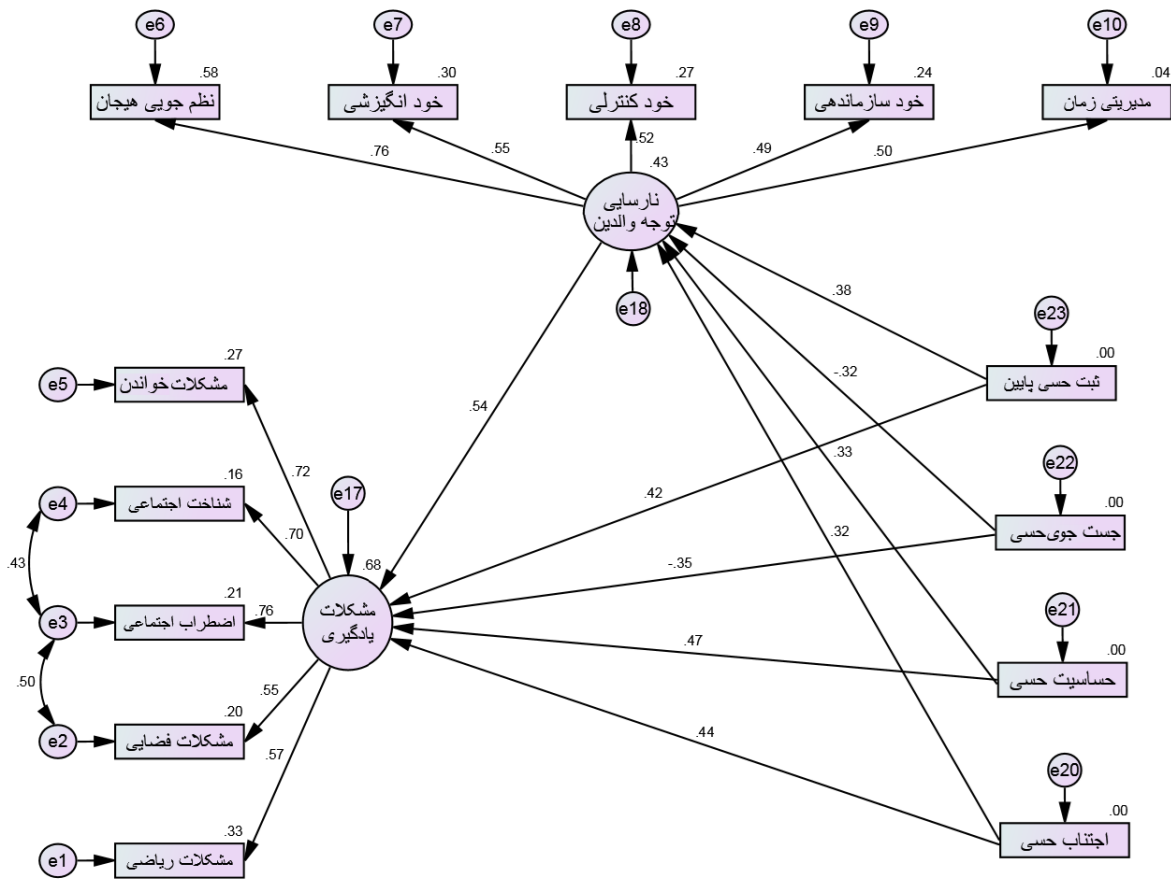 e6
e7
e8
e9
e10
.58
.30
.27
.24
.04
نظم جویی هیجان
خود انگیزشی
خود کنترلی
خود سازماندهی
مدیریتی زمان
.76
.55
.52
.49
.50
.43
نارسایی
توجه والدین
e18
.38
e23
.00
ثبت حسی پایین
-.32
e22
.00
جست جوی‌حسی
.33
e21
.00
حساسیت حسی
.32
e20
.00
اجتناب حسی
.54
.42
-.35
.47
.44
e17
.68
مشکلات
یادگیری
e5
.27
مشکلات خواندن
.72
e4
.16
شناخت اجتماعی
.70
.43
e3
.21
اضطراب اجتماعی
.76
.50
e2
.20
مشکلات فضایی
.55
e1
.33
مشکلات ریاضی
.57